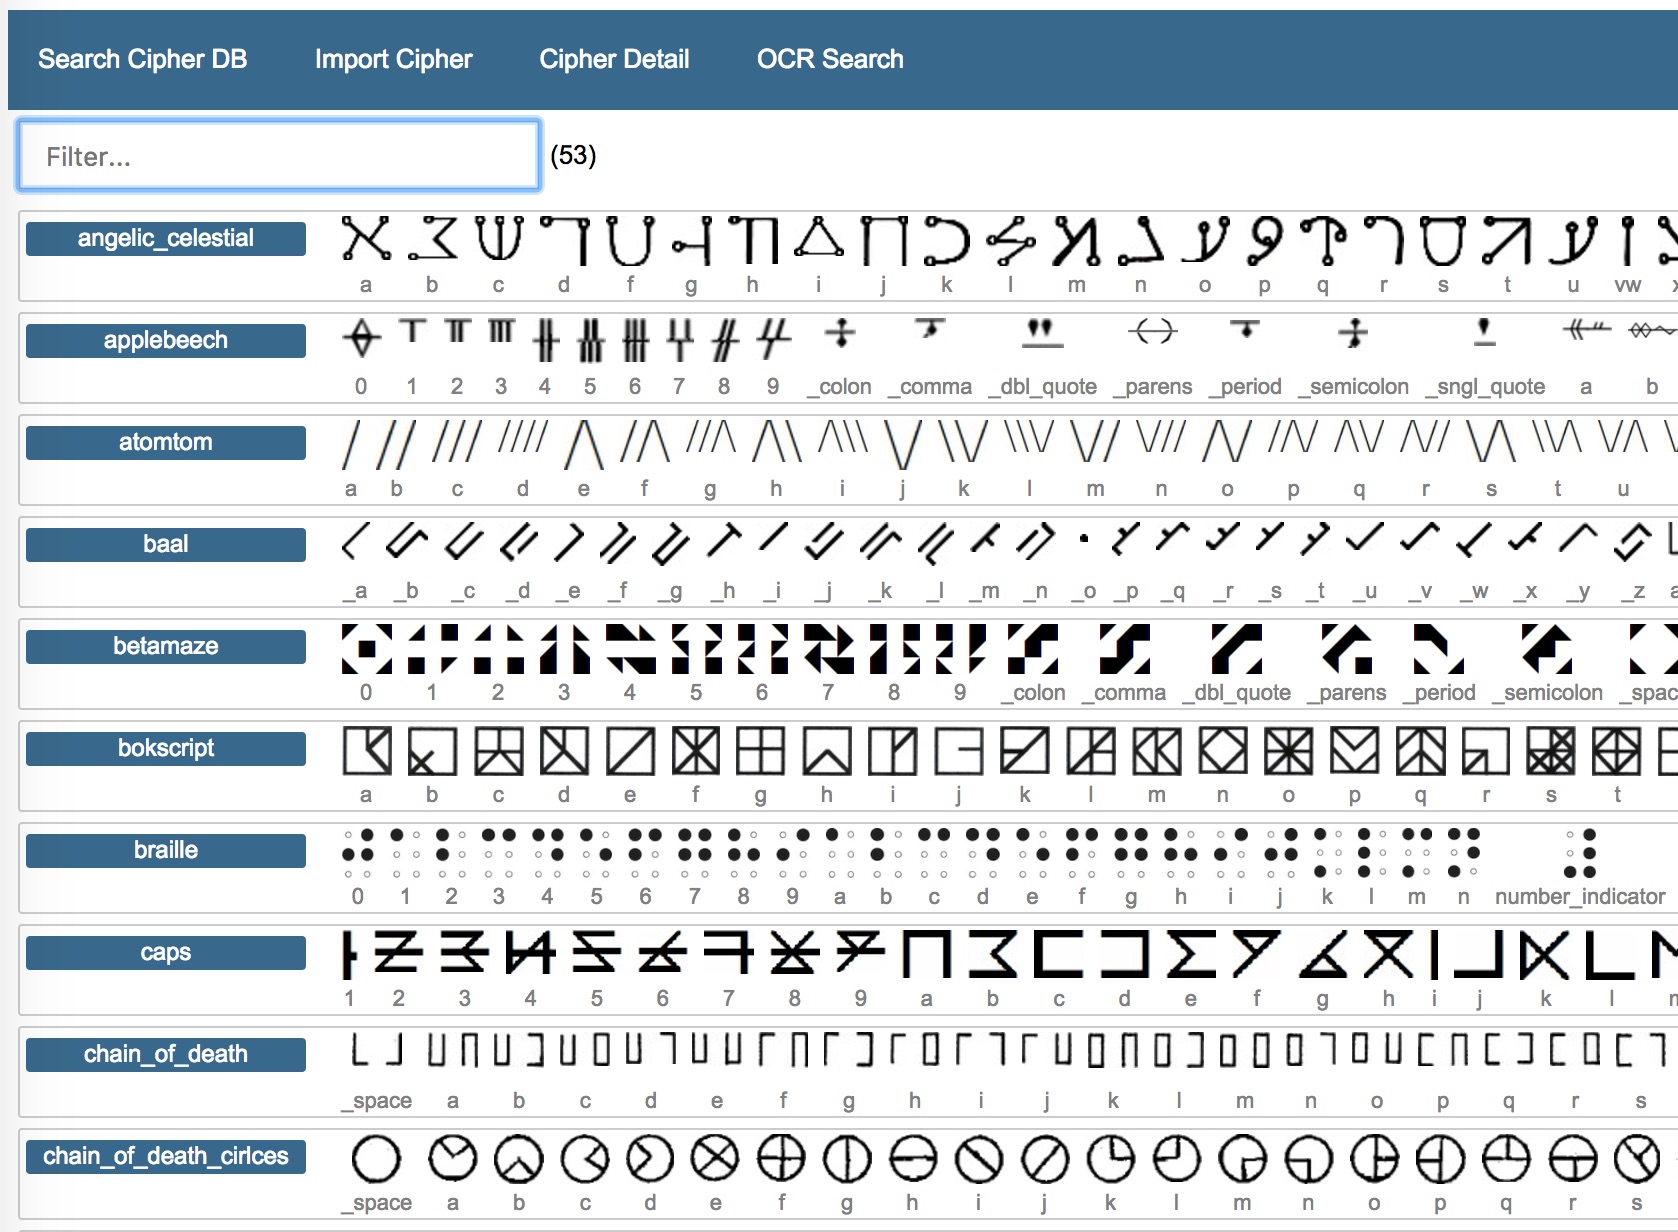 Search Cipher DB Import Cipher Cipher Detail OCR Search
Filter... (53)
angelic_celestial
a b c d f g h i j k l m n o p q r s t u vw x
applebeech
0 1 2 3 4 5 6 7 8 9 _colon _comma _dbl_quote _parens _period _semicolon _sngl_quote a b
atomtom
a b c d e f g h i j k l m n o p q r s t u
baal
_a _b _c _d _e _f _g _h _i _j _k _l _m _n _o _p _q _r _s _t _u _v _w _x _y _z a
betamaze
0 1 2 3 4 5 6 7 8 9 _colon _comma _dbl_quote _parens _period _semicolon _spac
bokscript
a b c d e f g h i j k l m n o p q r s t
braille
0 1 2 3 4 5 6 7 8 9 a b c d e f g h i j k l m n number_indicator
caps
1 2 3 4 5 6 7 8 9 a b c d e f g h i j k l
chain_of_death
_space a b c d e f g h i j k l m n o p q r s
chain_of_death_cirlces
_space a b c d e f g h i j k l m n o p q r s